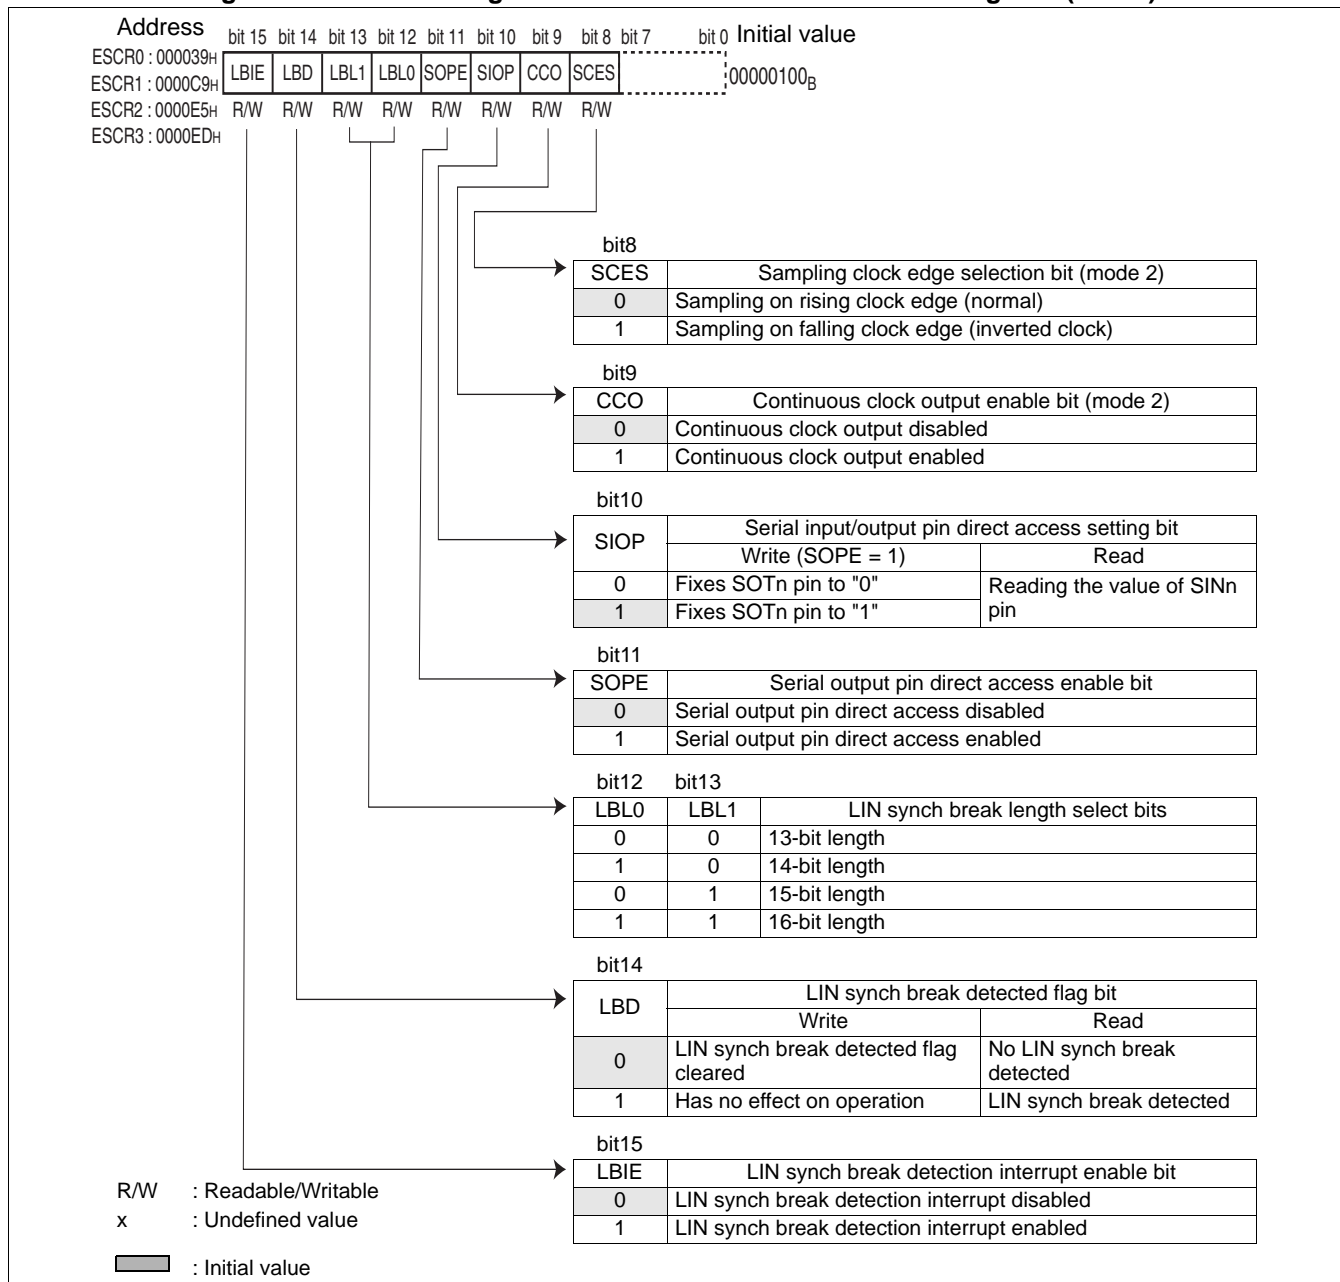 Address bit 15 bit 14 bit 13 bit 12 bit 11 bit 10 bit 9 bit 8 bit 7 bit 0 Initial value
ESCR0 : 000039H
ESCR1 : 0000C9H LBIE LBD LBL1 LBL0 SOPE SIOP CCO SCES 00000100B
ESCR2 : 0000E5H R/W R/W R/W R/W R/W R/W R/W R/W
ESCR3 : 0000EDH
bit8
SCES Sampling clock edge selection bit (mode 2)
0 Sampling on rising clock edge (normal)
1 Sampling on falling clock edge (inverted clock)
bit9
CCO Continuous clock output enable bit (mode 2)
0 Continuous clock output disabled
1 Continuous clock output enabled
bit10
SIOP Serial input/output pin direct access setting bit
Write (SOPE = 1) Read
0 Fixes SOTn pin to "0" Reading the value of SINn
1 Fixes SOTn pin to "1" pin
bit11
SOPE Serial output pin direct access enable bit
0 Serial output pin direct access disabled
1 Serial output pin direct access enabled
bit12 bit13
LBL0 LBL1 LIN synch break length select bits
0 0 13-bit length
1 0 14-bit length
0 1 15-bit length
1 1 16-bit length
bit14
LBD LIN synch break detected flag bit
Write Read
0 LIN synch break detected flag cleared No LIN synch break detected
1 Has no effect on operation LIN synch break detected
bit15
LBIE LIN synch break detection interrupt enable bit
0 LIN synch break detection interrupt disabled
1 LIN synch break detection interrupt enabled
R/W : Readable/Writable
x : Undefined value
: Initial value